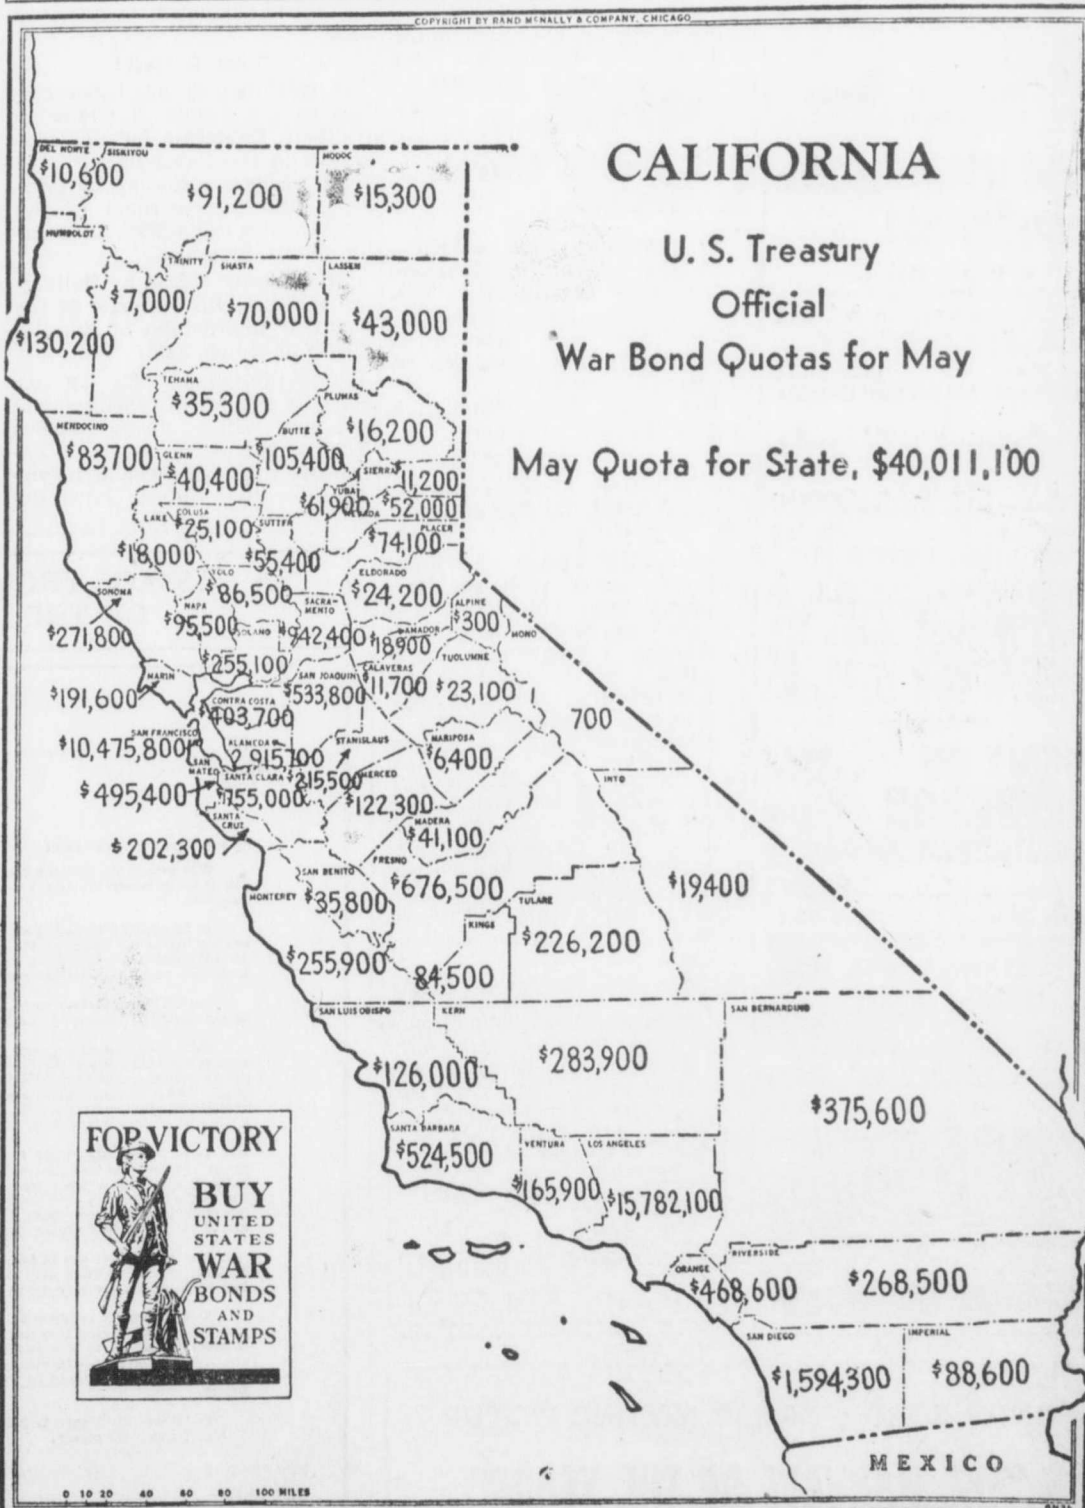 COPYRIGHT BY RAND MCNALLY & COMPANY, CHICAGO
CALIFORNIA
U. S. Treasury
Official
War Bond Quotas for May
May Quota for State, $40,011,100
DEL NORTE
$10,600
SISKIYOU
$91,200
MODOC
$15,300
HUMBOLDT
$130,200
TRINITY
$7,000
SHASTA
$70,000
LASSEN
$43,000
TEHAMA
$35,300
PLUMAS
$16,200
MENDOCINO
$83,700
GLENN
$40,400
BUTTE
$105,400
SIERRA
11,200
YUBA
$61,900
NEVADA
$52,000
LAKE
$18,000
COLUSA
$25,100
SUTTER
$55,400
PLACER
$74,100
YOLO
$86,500
ELDORADO
$24,200
SONOMA
$271,800
NAPA
$95,500
SOLANO
$255,100
SACRA-
MENTO
$942,400
AMADOR
$18,900
ALPINE
$300
MONO
700
MARIN
$191,600
CONTRA COSTA
$403,700
SAN JOAQUIN
$533,800
CALAVERAS
$11,700
TUOLUMNE
$23,100
SAN FRANCISCO
$10,475,800
ALAMEDA
2,915,700
STANISLAUS
$215,500
MARIPOSA
$6400
SAN
MATEO
$495,400
SANTA CLARA
$755,000
MERCED
$122,300
SANTA
CRUZ
$202,300
MADERA
$41,100
INYO
$19,400
SAN BENITO
$35,800
FRESNO
$676,500
MONTEREY
$255,900
KINGS
84,500
TULARE
$226,200
SAN LUIS OBISPO
$126,000
KERN
$283,900
SAN BERNARDINO
$375,600
SANTA BARBARA
$524,500
VENTURA
$165,900
LOS ANGELES
$15,782,100
ORANGE
$468,600
RIVERSIDE
$268,500
SAN DIEGO
$1,594,300
IMPERIAL
$88,600
MEXICO
FOR VICTORY
BUY
UNITED
STATES
WAR
BONDS
AND
STAMPS
0 10 20 40 60 80 100 MILES